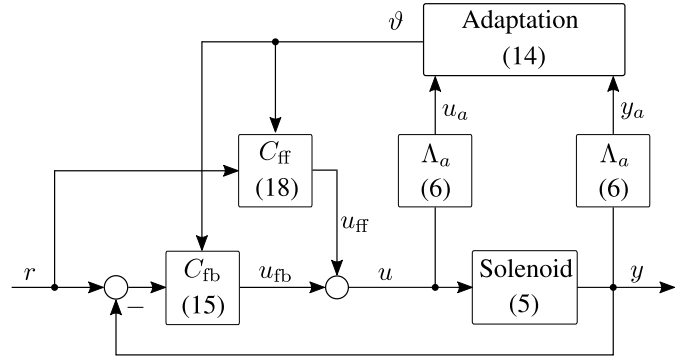 ϑ
Adaptation
(14)
u_a
y_a
C_ff
(18)
Λ_a
(6)
Λ_a
(6)
u_ff
r
C_fb
(15)
u_fb
u
Solenoid
(5)
y
−